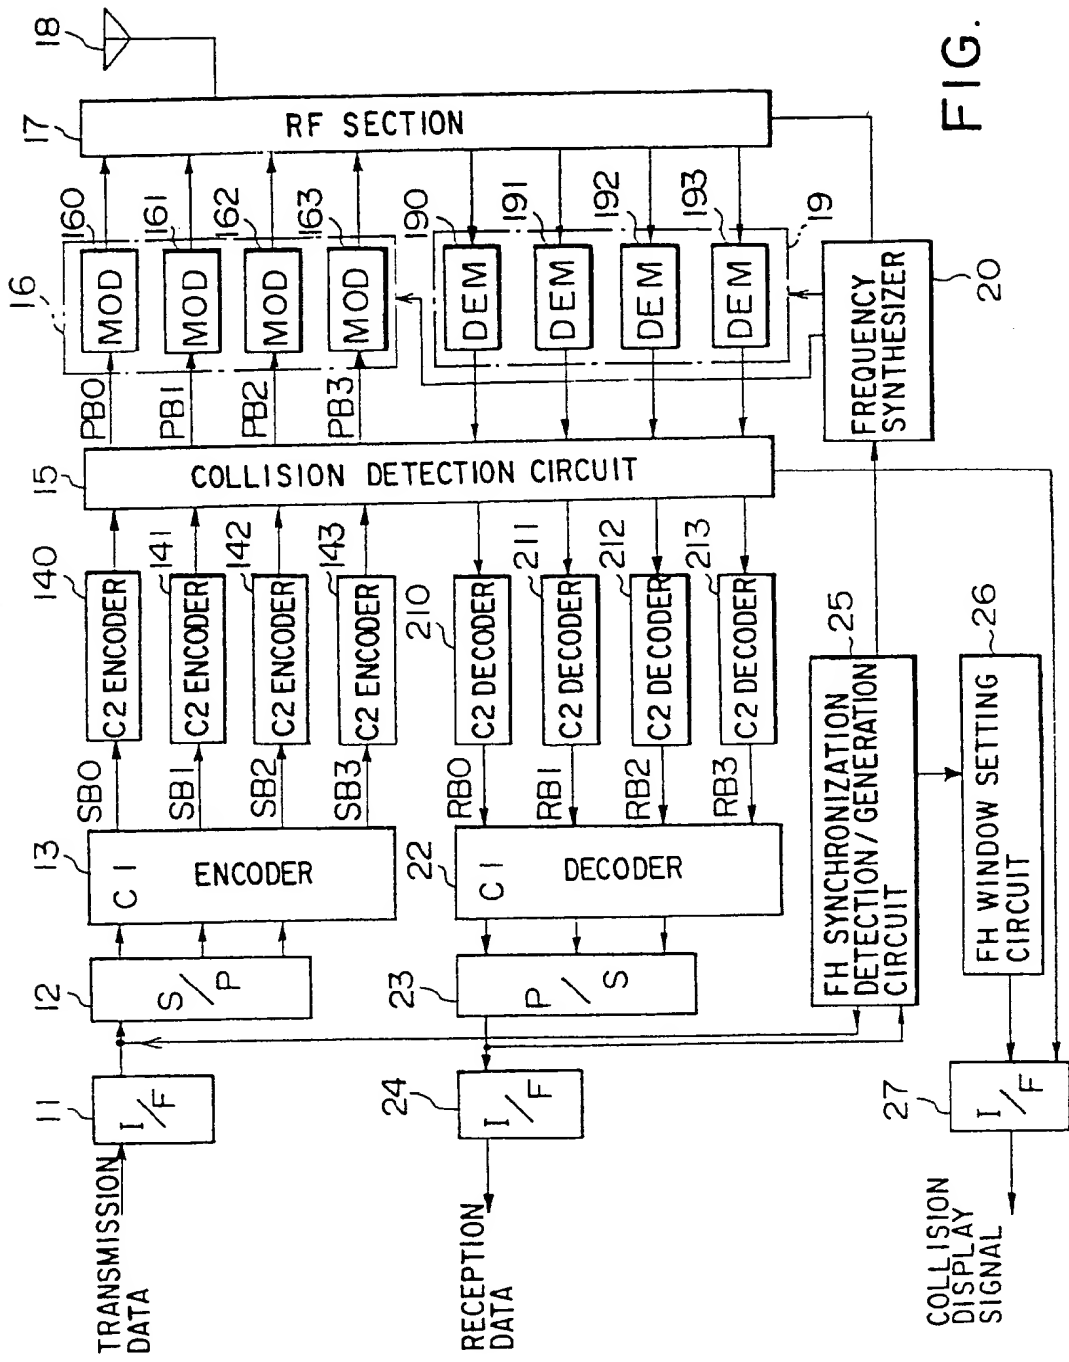 TRANSMISSION
DATA
11
I/F
12
S/P
13
C1
ENCODER
SB0
SB1
SB2
SB3
140
C2 ENCODER
141
C2 ENCODER
142
C2 ENCODER
143
C2 ENCODER
15
COLLISION DETECTION CIRCUIT
PB0
PB1
PB2
PB3
16
160
MOD
161
MOD
162
MOD
163
MOD
17
RF SECTION
18
RECEPTION
DATA
24
I/F
23
P/S
22
C1
DECODER
RB0
RB1
RB2
RB3
210
C2 DECODER
211
C2 DECODER
212
C2 DECODER
213
C2 DECODER
190
DEM
191
DEM
192
DEM
193
DEM
19
FH SYNCHRONIZATION
DETECTION/GENERATION
CIRCUIT
25
FREQUENCY
SYNTHESIZER
20
FH WINDOW SETTING
CIRCUIT
26
27
I/F
COLLISION
DISPLAY
SIGNAL
FIG.